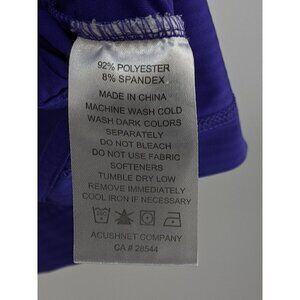 92% POLYESTER
8% SPANDEX
MADE IN CHINA
MACHINE WASH COLD
WASH DARK COLORS
SEPARATELY
DO NOT BLEACH
DO NOT USE FABRIC
SOFTENERS
TUMBLE DRY LOW
REMOVE IMMEDIATELY
COOL IRON IF NECESSARY
ACUSHNET COMPANY
CA # 28544